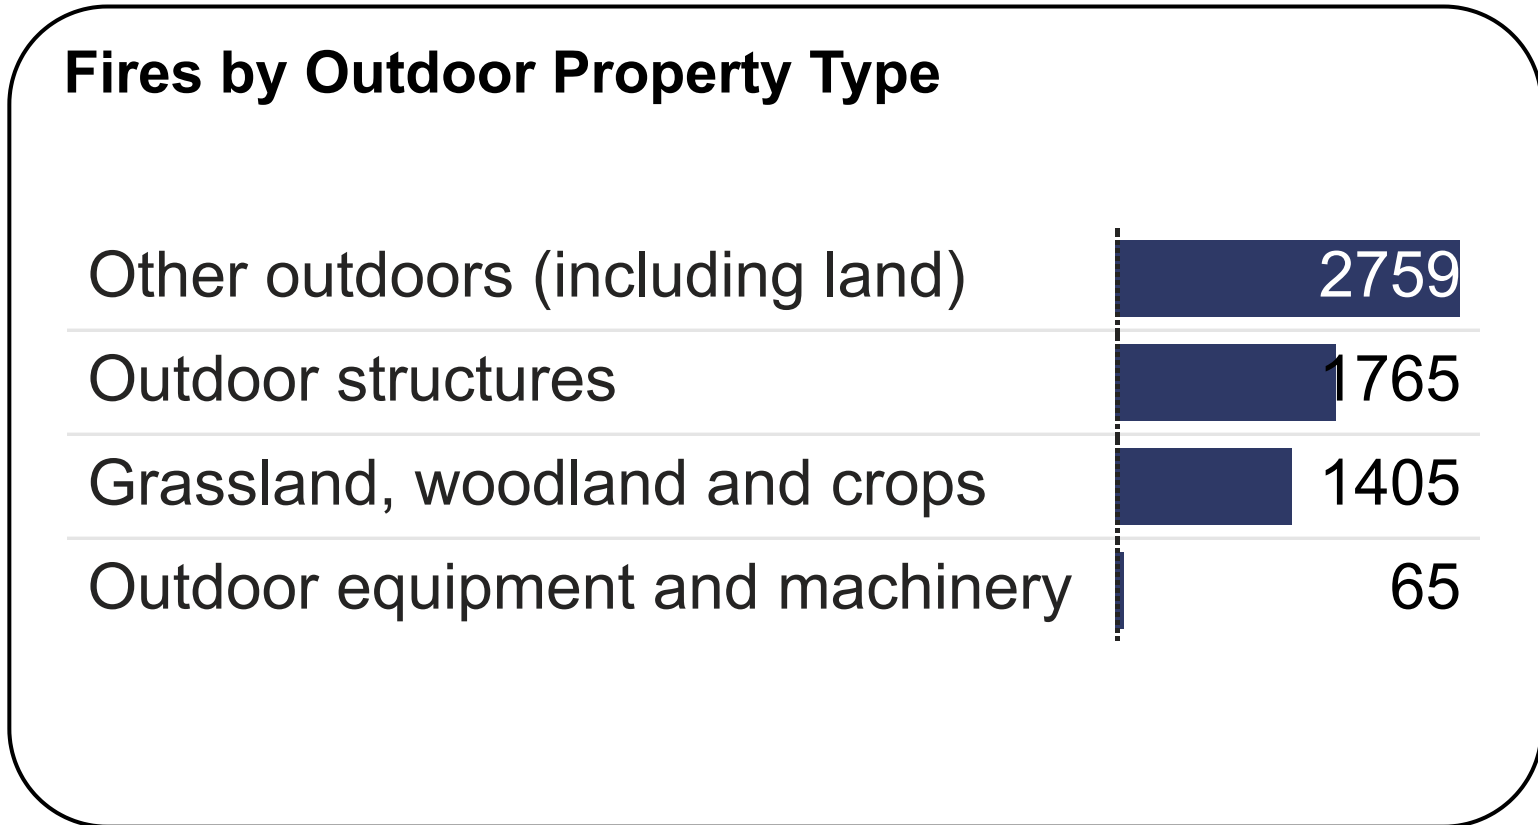 Fires by Outdoor Property Type
Other outdoors (including land) 2759
Outdoor structures 1765
Grassland, woodland and crops 1405
Outdoor equipment and machinery 65